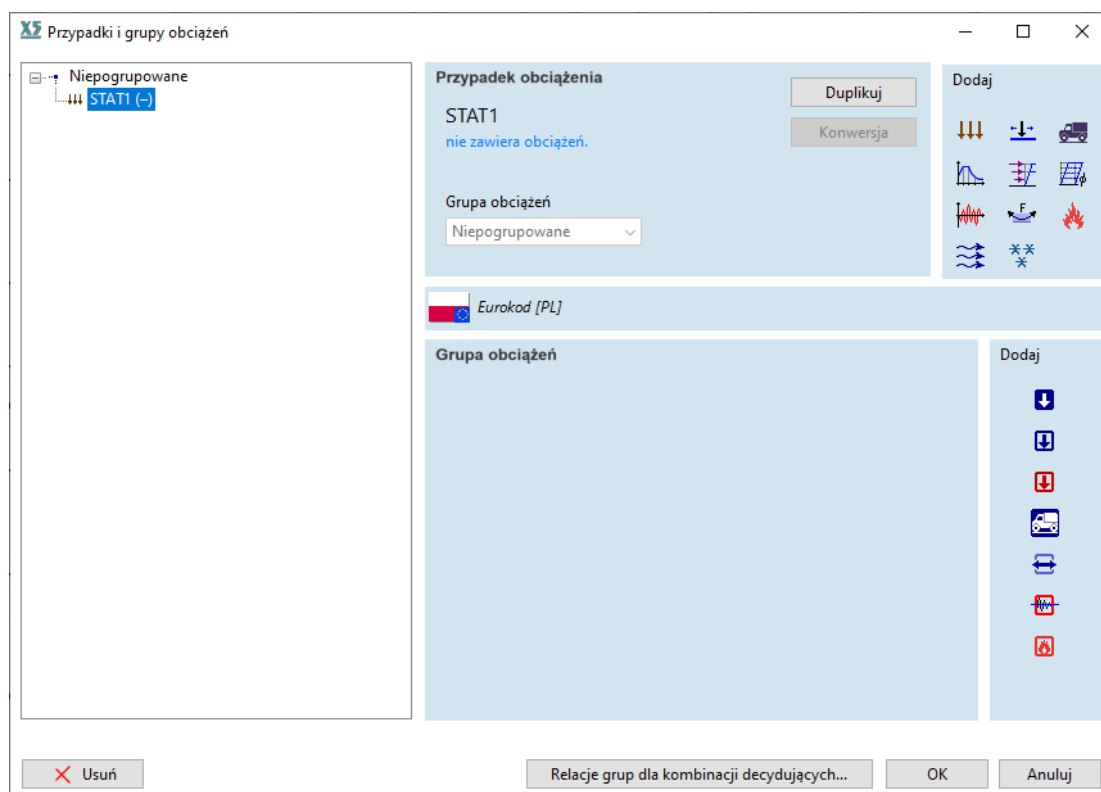 X5 Przypadki i grupy obciążeń
Niepogrupowane
STAT1 (–)
Przypadek obciążenia
STAT1
nie zawiera obciążeń.
Duplikuj
Konwersja
Grupa obciążeń
Niepogrupowane
Dodaj
F
Eurokod [PL]
Grupa obciążeń
Dodaj
Usuń
Relacje grup dla kombinacji decydujących...
OK
Anuluj